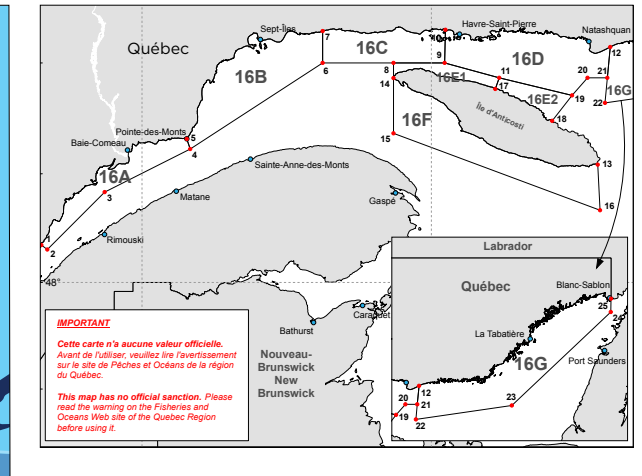 Sept-Îles
7
10
Havre-Saint-Pierre
Natashquan
12
Québec
16C
16D
6
8
9
16B
14
16E1
11
17
20
21
16G
16E2
19
22
18
Île d'Anticosti
16F
Pointe-des-Monts
5
15
Baie-Comeau
4
Sainte-Anne-des-Monts
13
16A
3
Matane
Gaspé
16
1
2
Rimouski
48°
Labrador
Québec
Blanc-Sablon
25
24
La Tabatière
Port Saunders
16G
12
20
21
19
22
23
Caraquet
Bathurst
Nouveau-
Brunswick
New
Brunswick
IMPORTANT
Cette carte n'a aucune valeur officielle.
Avant de l'utiliser, veuillez lire l'avertissement
sur le site de Pêches et Océans de la région
du Québec.
This map has no official sanction. Please
read the warning on the Fisheries and
Oceans Web site of the Quebec Region
before using it.